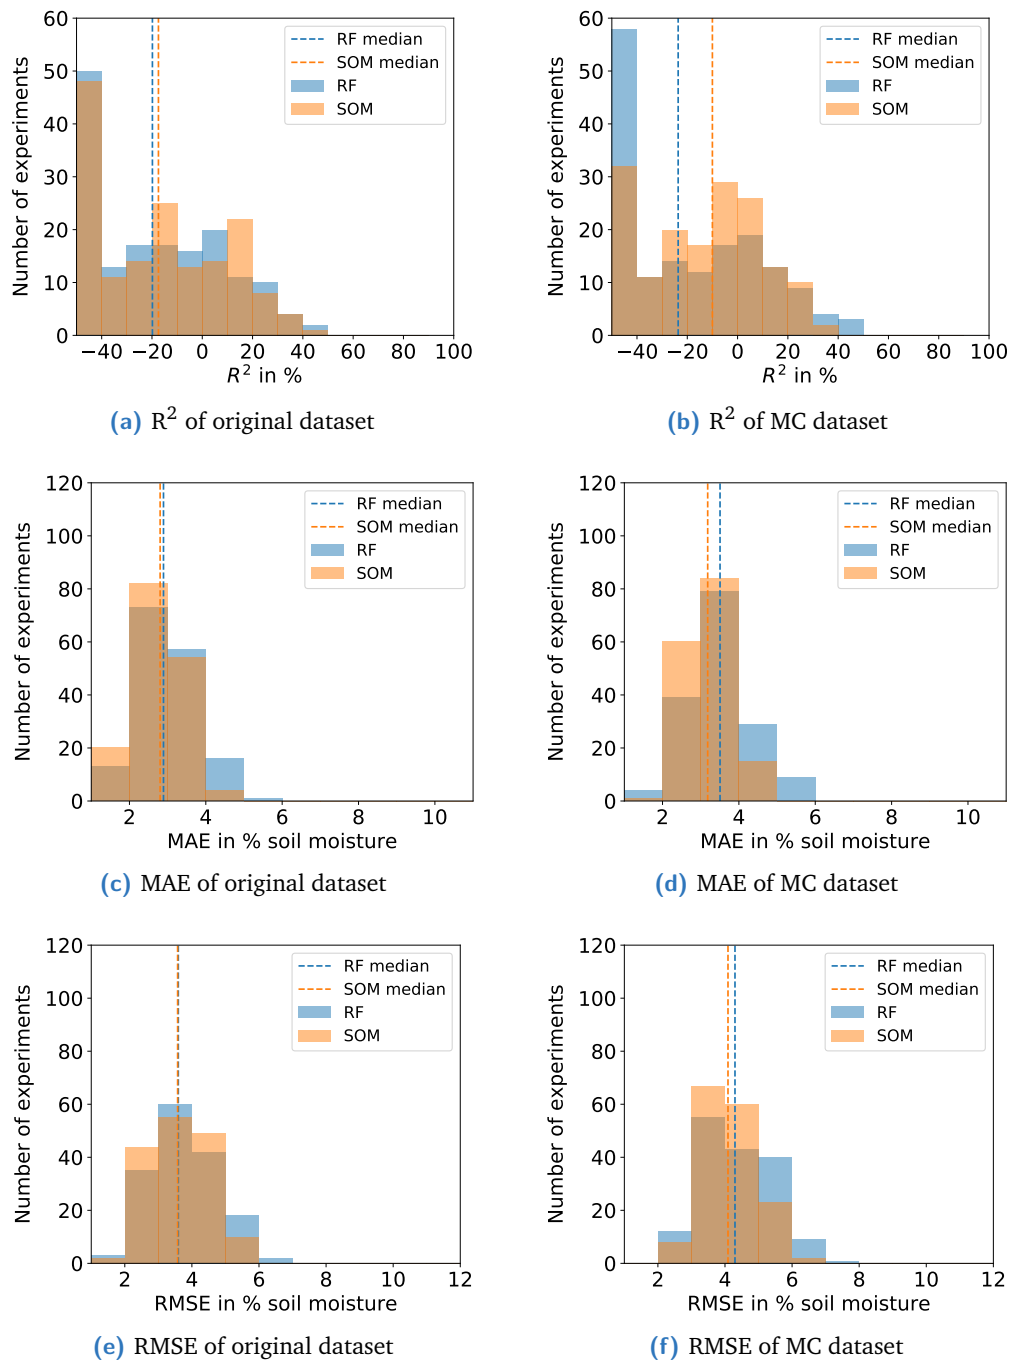 60
50
40
30
20
10
0
Number of experiments
RF median
SOM median
RF
SOM
−40 −20 0 20 40 60 80 100
R² in %
(a) R² of original dataset
60
50
40
30
20
10
0
Number of experiments
RF median
SOM median
RF
SOM
−40 −20 0 20 40 60 80 100
R² in %
(b) R² of MC dataset
120
100
80
60
40
20
0
Number of experiments
RF median
SOM median
RF
SOM
2 4 6 8 10
MAE in % soil moisture
(c) MAE of original dataset
120
100
80
60
40
20
0
Number of experiments
RF median
SOM median
RF
SOM
2 4 6 8 10
MAE in % soil moisture
(d) MAE of MC dataset
120
100
80
60
40
20
0
Number of experiments
RF median
SOM median
RF
SOM
2 4 6 8 10 12
RMSE in % soil moisture
(e) RMSE of original dataset
120
100
80
60
40
20
0
Number of experiments
RF median
SOM median
RF
SOM
2 4 6 8 10 12
RMSE in % soil moisture
(f) RMSE of MC dataset